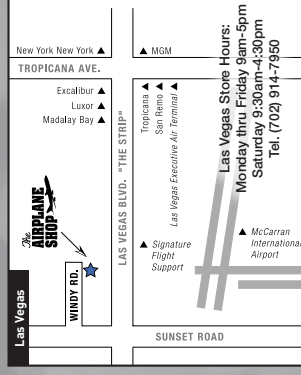 New York New York ▲
▲ MGM
TROPICANA AVE.
Excalibur ▲
Luxor ▲
Madalay Bay ▲
LAS VEGAS BLVD. "THE STRIP"
Tropicana ▲
San Remo ▲
Las Vegas Executive Air Terminal ▲
Las Vegas Store Hours:
Monday thru Friday 9am-5pm
Saturday 9:30am-4:30pm
Tel. (702) 914-7950
The
AIRPLANE
SHOP
WINDY RD.
▲ Signature
Flight
Support
▲ McCarran
International
Airport
Las Vegas
SUNSET ROAD